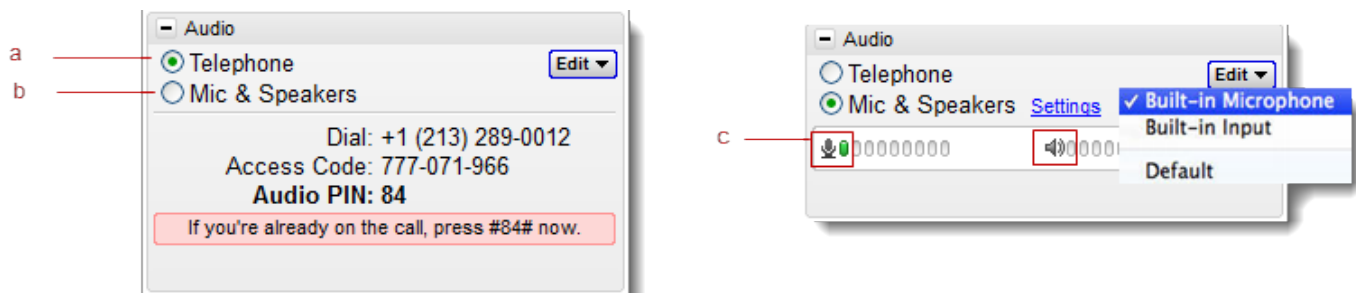 a
b
Audio
Telephone
Edit
Mic & Speakers
Dial: +1 (213) 289-0012
Access Code: 777-071-966
Audio PIN: 84
If you're already on the call, press #84# now.
c
Audio
Telephone
Edit
Mic & Speakers Settings
Built-in Microphone
Built-in Input
Default